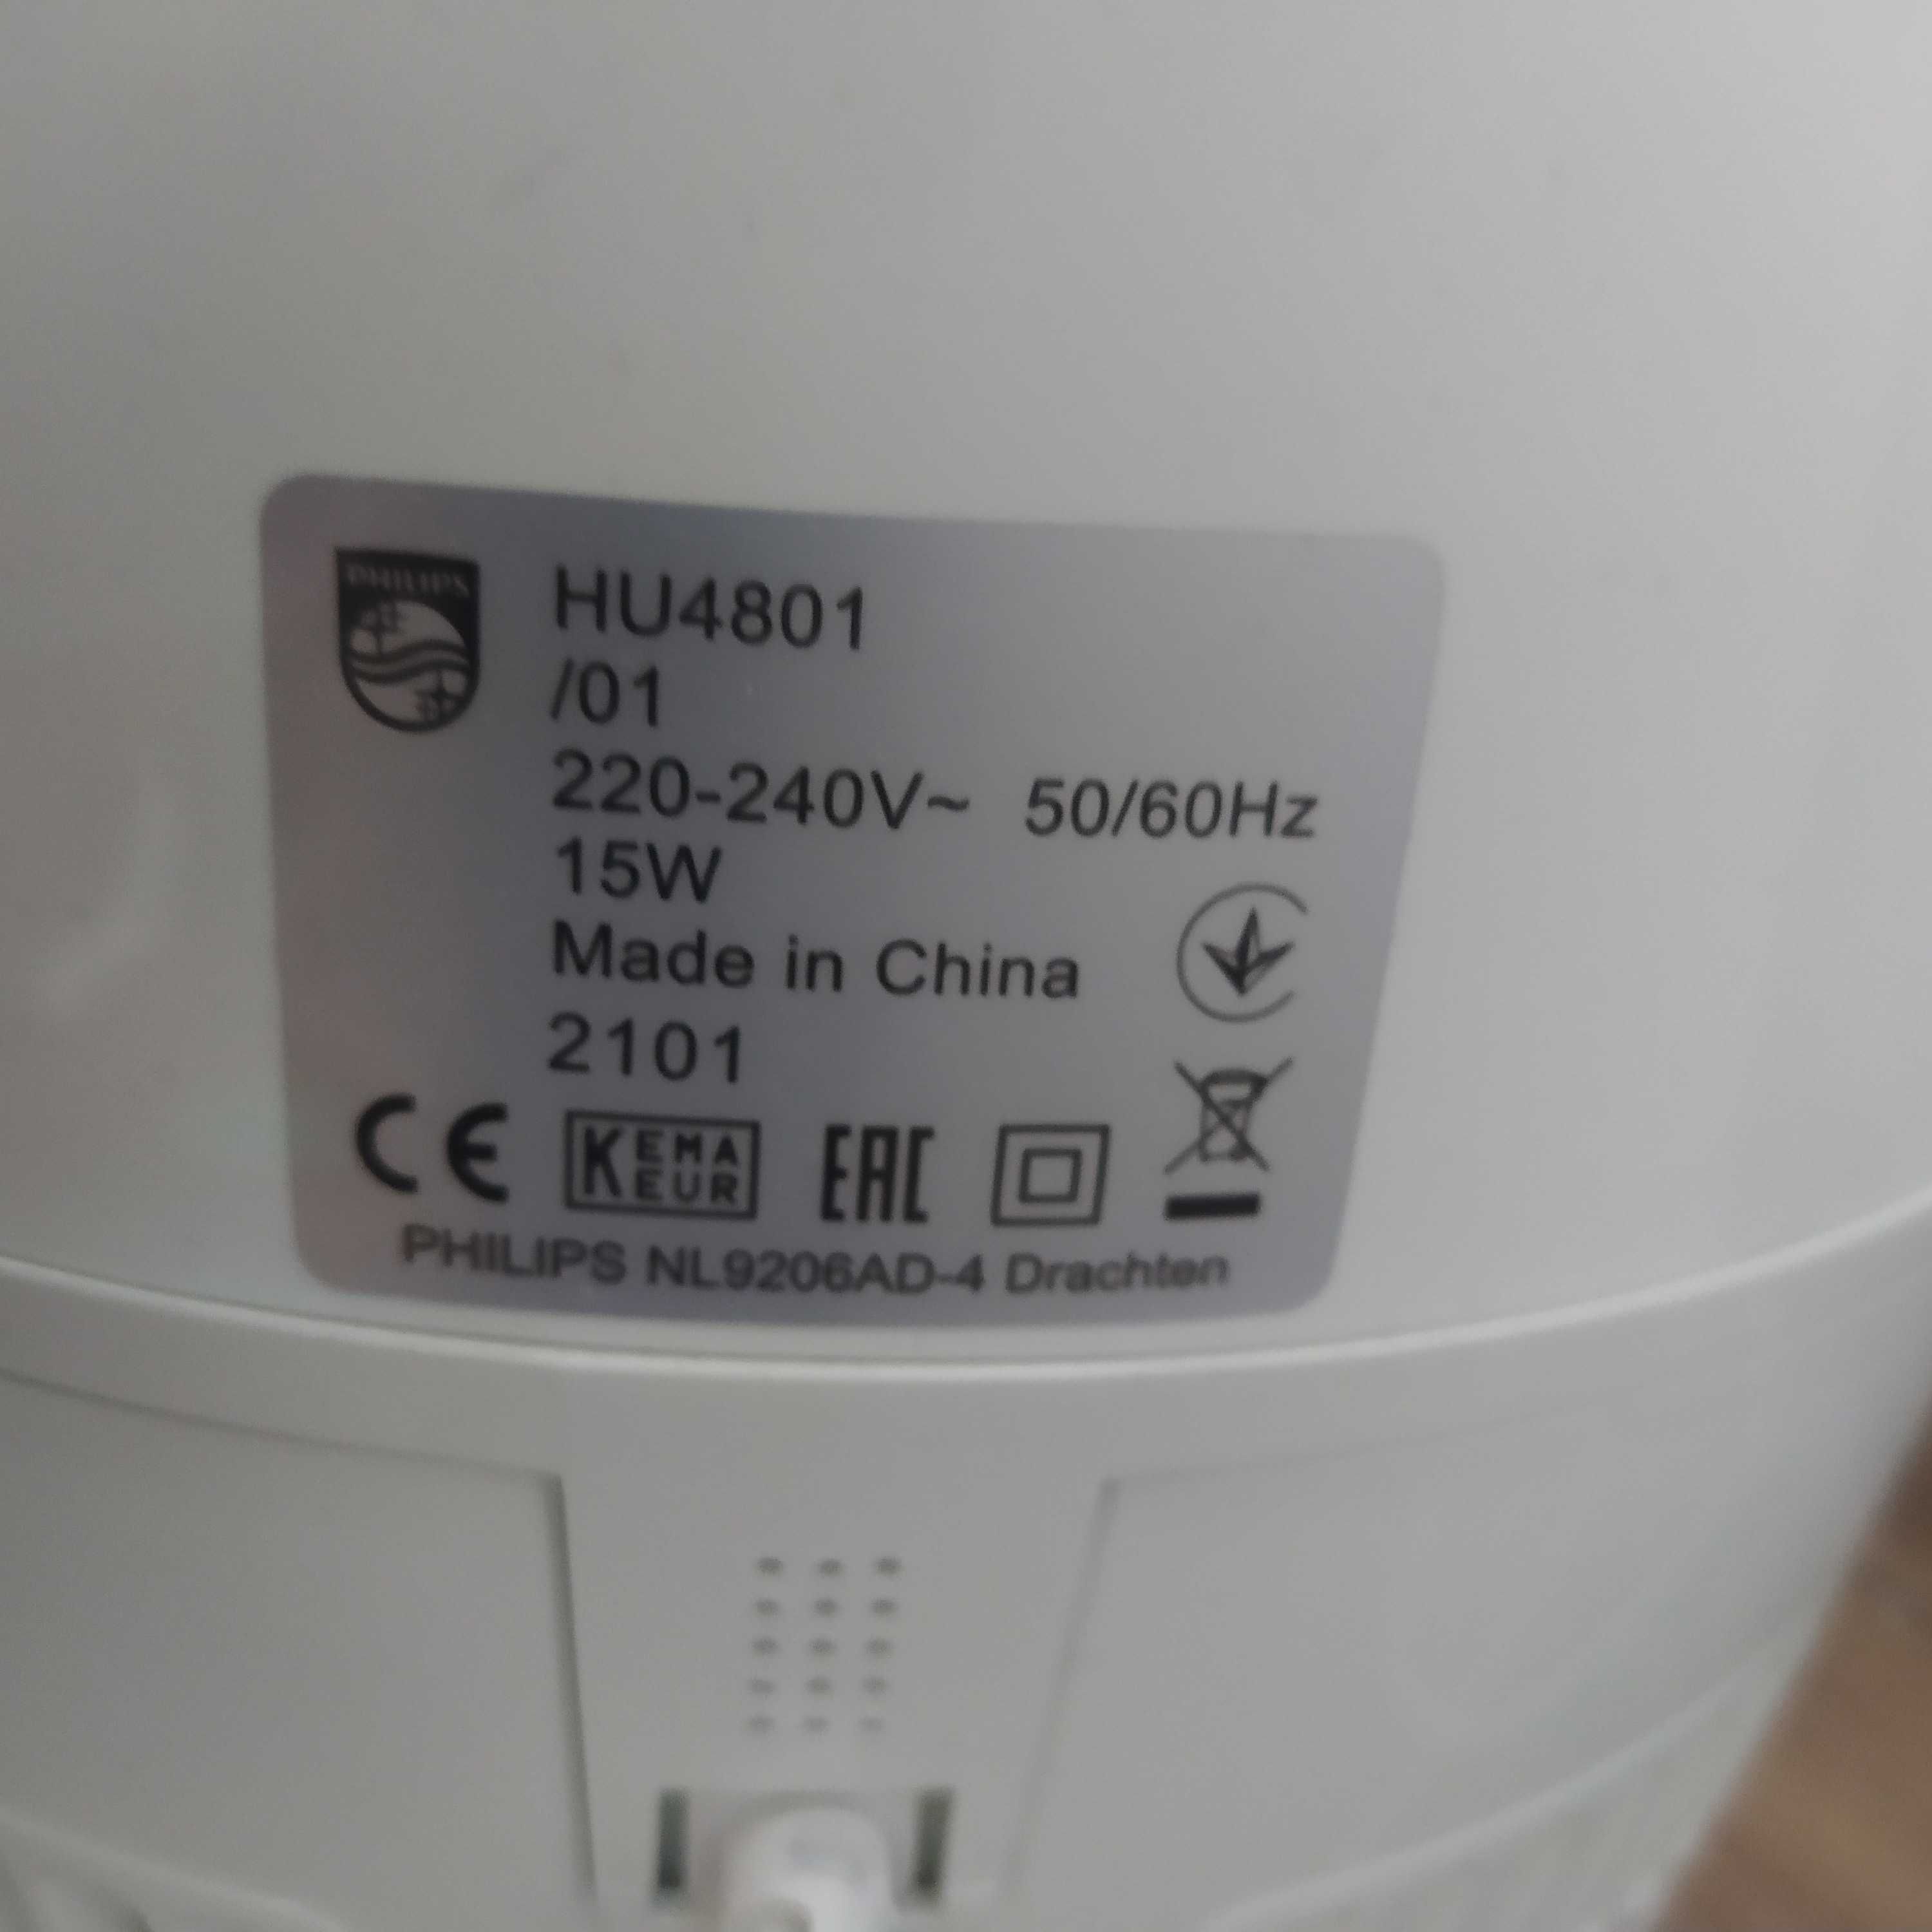 PHILIPS
HU4801
/01
220-240V~ 50/60Hz
15W
Made in China
2101
CE KEMA KEUR EAC
PHILIPS NL9206AD-4 Drachten